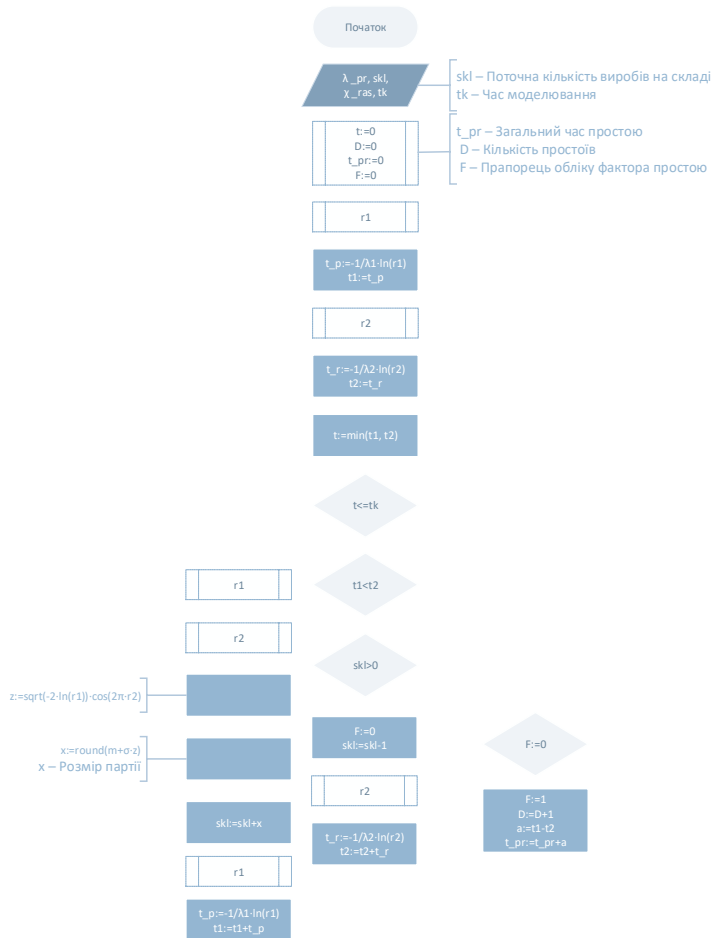 Початок
λ _pr, skl,
χ _ras, tk
skl – Поточна кількість виробів на складі
tk – Час моделювання
t:=0
D:=0
t_pr:=0
F:=0
t_pr – Загальний час простою
D – Кількість простоїв
F – Прапорець обліку фактора простою
r1
t_p:=-1/λ1·ln(r1)
t1:=t_p
r2
t_r:=-1/λ2·ln(r2)
t2:=t_r
t:=min(t1, t2)
t<=tk
t1<t2
r1
r2
skl>0
z:=sqrt(-2·ln(r1))·cos(2π·r2)
x:=round(m+σ·z)
x – Розмір партії
skl:=skl+x
r1
t_p:=-1/λ1·ln(r1)
t1:=t1+t_p
F:=0
skl:=skl-1
r2
t_r:=-1/λ2·ln(r2)
t2:=t2+t_r
F:=0
F:=1
D:=D+1
a:=t1-t2
t_pr:=t_pr+a